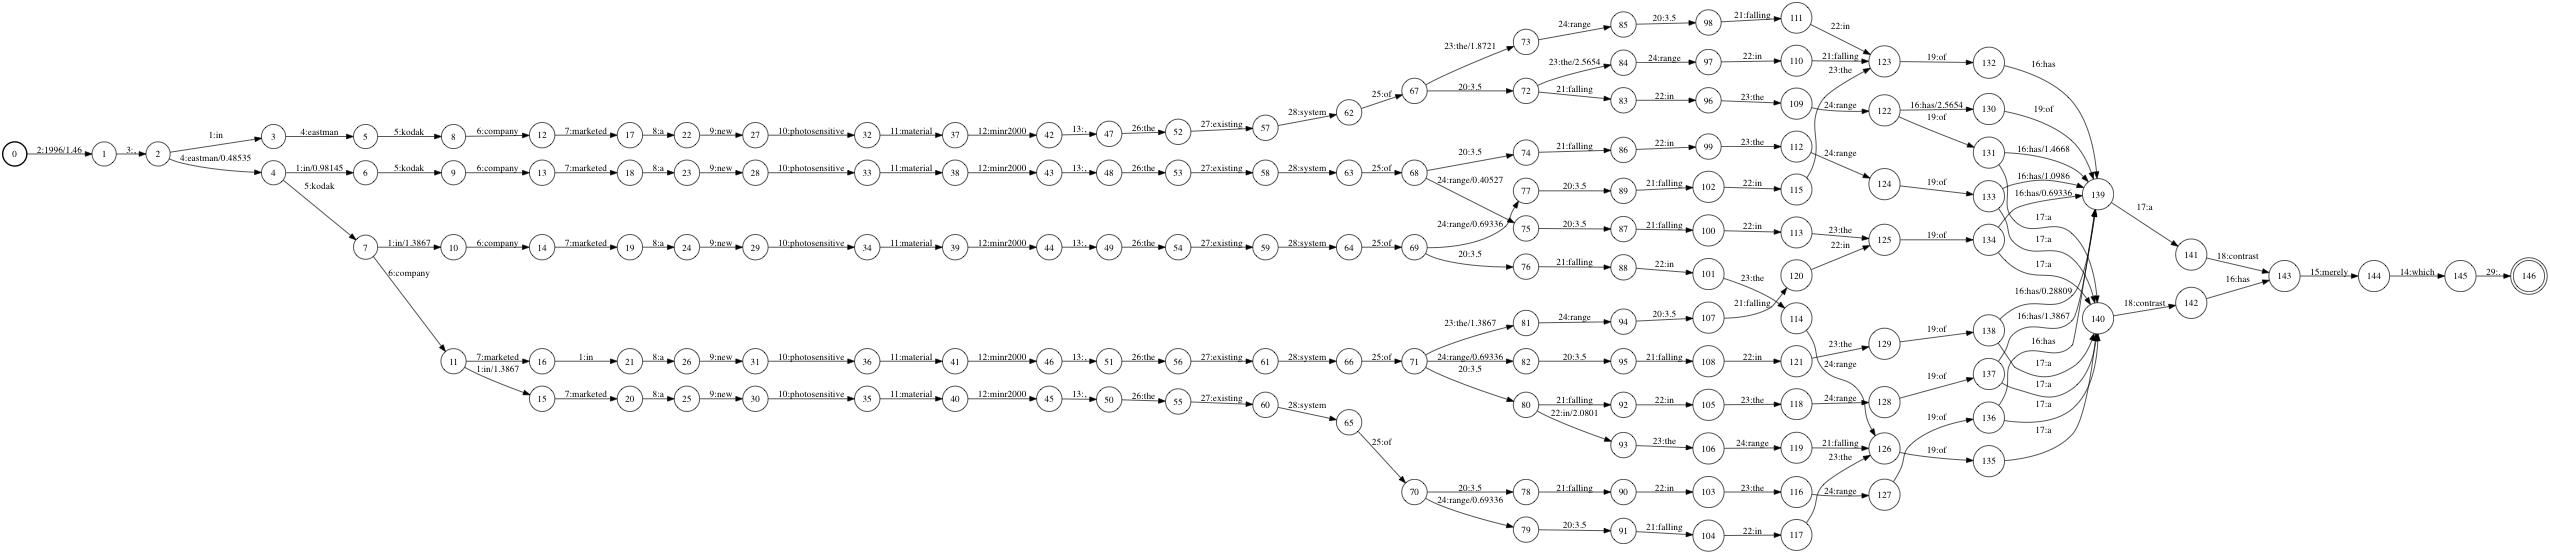 0 2:1996/1.46 1 3:, 2
1:in 3 4:eastman 5 5:kodak 8 6:company 12 7:marketed 17 8:a 22 9:new 27 10:photosensitive 32 11:material 37 12:minr2000 42 13:, 47 26:the 52 27:existing 57 28:system 62 25:of 67
4:eastman/0.48535 4 1:in/0.98145 6 5:kodak 9 6:company 13 7:marketed 18 8:a 23 9:new 28 10:photosensitive 33 11:material 38 12:minr2000 43 13:, 48 26:the 53 27:existing 58 28:system 63 25:of 68
5:kodak 7 1:in/1.3867 10 6:company 14 7:marketed 19 8:a 24 9:new 29 10:photosensitive 34 11:material 39 12:minr2000 44 13:, 49 26:the 54 27:existing 59 28:system 64 25:of 69
6:company 11 7:marketed 16 1:in 21 8:a 26 9:new 31 10:photosensitive 36 11:material 41 12:minr2000 46 13:, 51 26:the 56 27:existing 61 28:system 66 25:of 71
1:in/1.3867 15 7:marketed 20 8:a 25 9:new 30 10:photosensitive 35 11:material 40 12:minr2000 45 13:, 50 26:the 55 27:existing 60 28:system 65 25:of 70
23:the/1.8721 73 24:range 85 20:3.5 98 21:falling 111 22:in
20:3.5 72 23:the/2.5654 84 24:range 97 22:in 110 21:falling 123 19:of 132 16:has
21:falling 83 22:in 96 23:the 109 24:range 122 16:has/2.5654 130 19:of
19:of 131 16:has/1.4668 17:a
20:3.5 74 21:falling 86 22:in 99 23:the 112 24:range 124 19:of 133 16:has/1.0986 17:a
24:range/0.69336 77 20:3.5 89 21:falling 102 22:in 115 23:the
24:range/0.40527 75 20:3.5 87 21:falling 100 22:in 113 23:the 125 19:of 134 16:has/0.69336 17:a
20:3.5 76 21:falling 88 22:in 101 23:the 114 24:range
23:the/1.3867 81 24:range 94 20:3.5 107 21:falling 120 22:in
24:range/0.69336 82 20:3.5 95 21:falling 108 22:in 121 23:the 129 19:of 138 16:has/0.28809 17:a
20:3.5 80 21:falling 92 22:in 105 23:the 118 24:range 128 19:of 137 16:has/1.3867 17:a
22:in/2.0801 93 23:the 106 24:range 119 21:falling 126 19:of 135 17:a
20:3.5 78 21:falling 90 22:in 103 23:the 116 24:range 127 19:of 136 16:has 17:a
24:range/0.69336 79 20:3.5 91 21:falling 104 22:in 117 23:the
139 17:a 141 18:contrast 143 15:merely 144 14:which 145 29:. 146
140 18:contrast 142 16:has